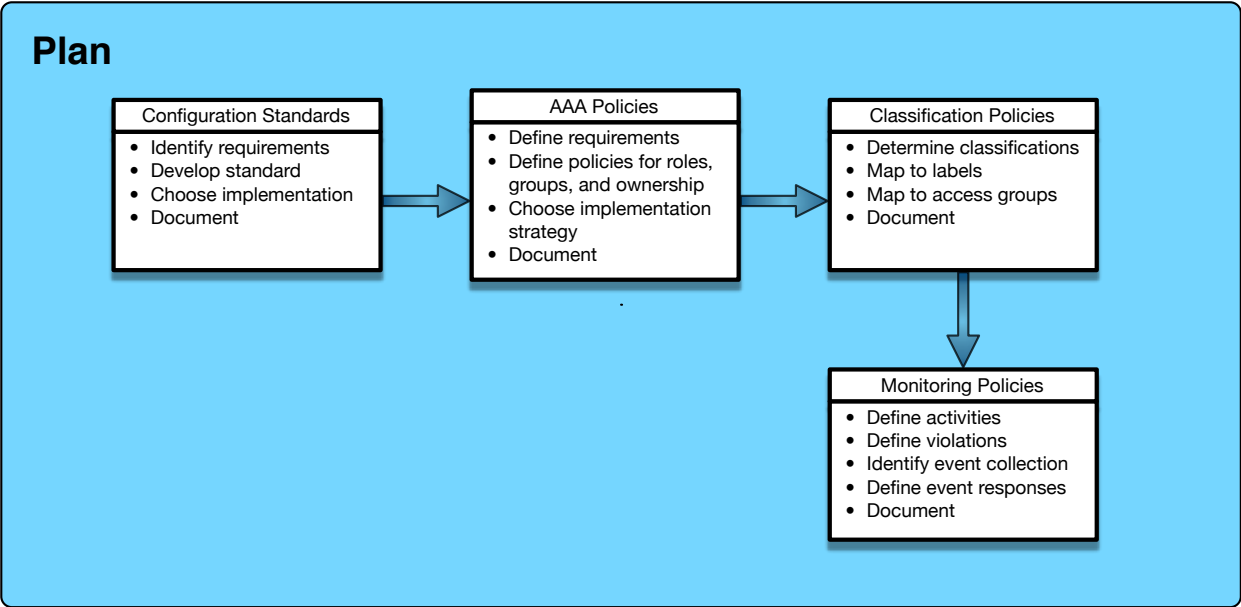 Plan
Configuration Standards
• Identify requirements
• Develop standard
• Choose implementation
• Document
AAA Policies
• Define requirements
• Define policies for roles,
groups, and ownership
• Choose implementation
strategy
• Document
Classification Policies
• Determine classifications
• Map to labels
• Map to access groups
• Document
.
Monitoring Policies
• Define activities
• Define violations
• Identify event collection
• Define event responses
• Document